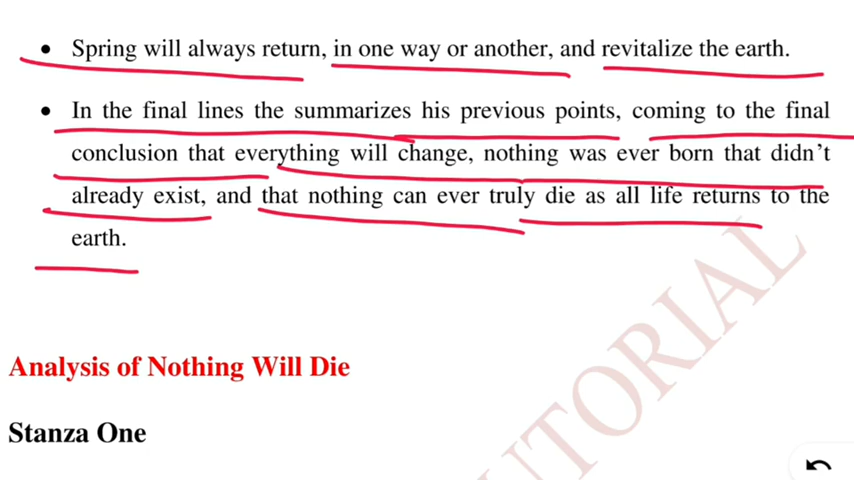 • Spring will always return, in one way or another, and revitalize the earth.
• In the final lines the summarizes his previous points, coming to the final
conclusion that everything will change, nothing was ever born that didn't
already exist, and that nothing can ever truly die as all life returns to the
earth.
Analysis of Nothing Will Die
Stanza One
UTORIAL